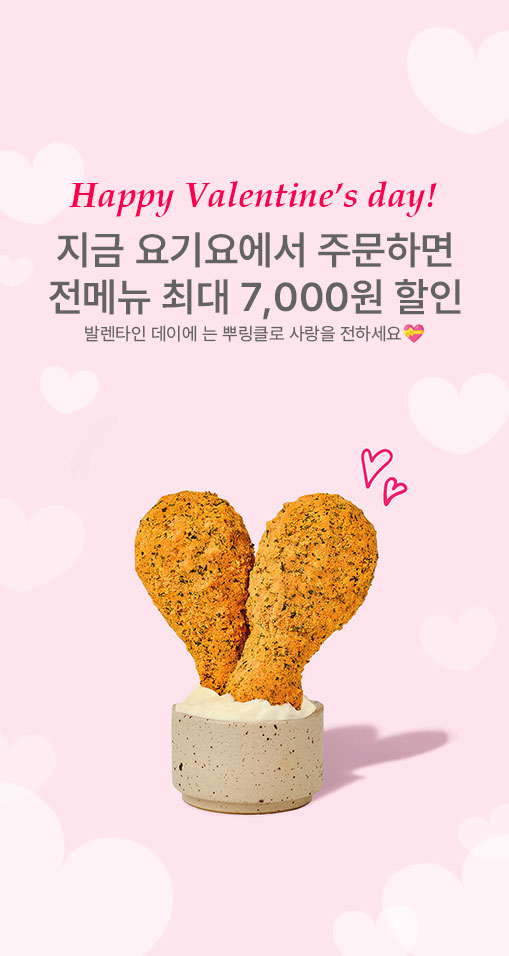 Happy Valentine's day!
지금 요기요에서 주문하면
전메뉴 최대 7,000원 할인
발렌타인 데이에 는 뿌링클로 사랑을 전하세요💝